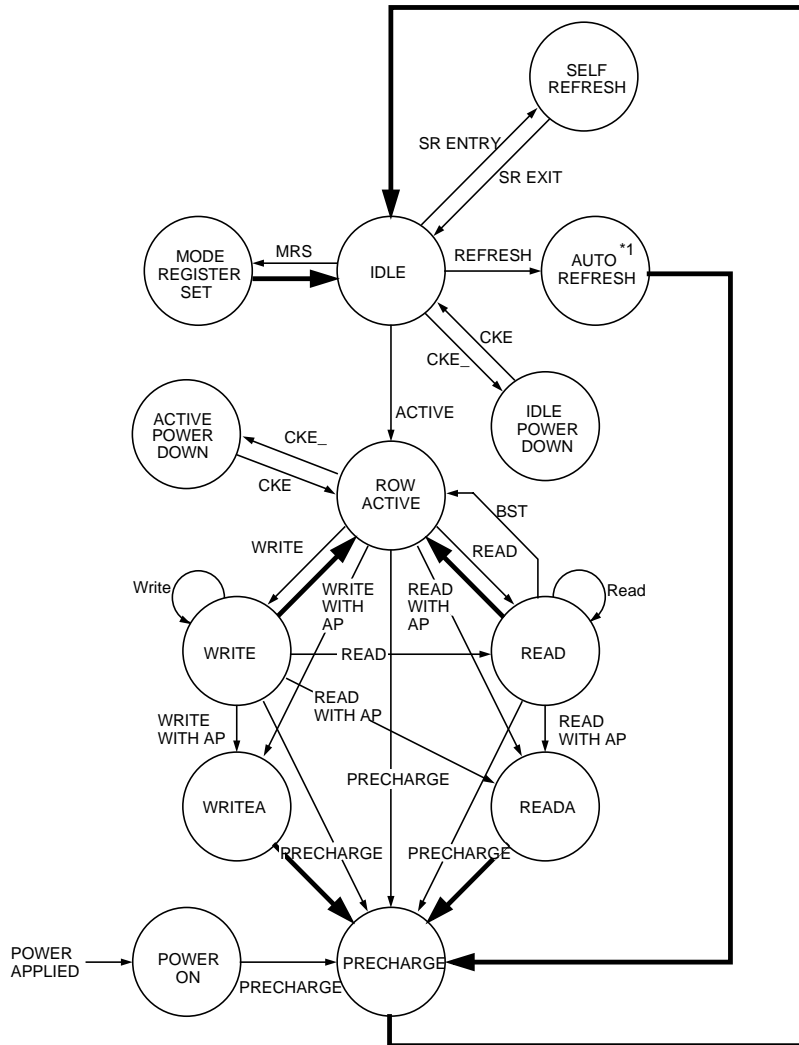 SELF
REFRESH
SR ENTRY
SR EXIT
MODE
REGISTER
SET
MRS
IDLE
REFRESH
*1
AUTO
REFRESH
CKE
CKE_
IDLE
POWER
DOWN
ACTIVE
ACTIVE
POWER
DOWN
CKE_
CKE
ROW
ACTIVE
BST
WRITE
READ
Write
WRITE
WITH
AP
READ
WITH
AP
Read
WRITE
READ
READ
READ
WITH AP
WRITE
WITH AP
READ
WITH AP
PRECHARGE
WRITEA
READA
PRECHARGE
PRECHARGE
POWER
APPLIED
POWER
ON
PRECHARGE
PRECHARGE